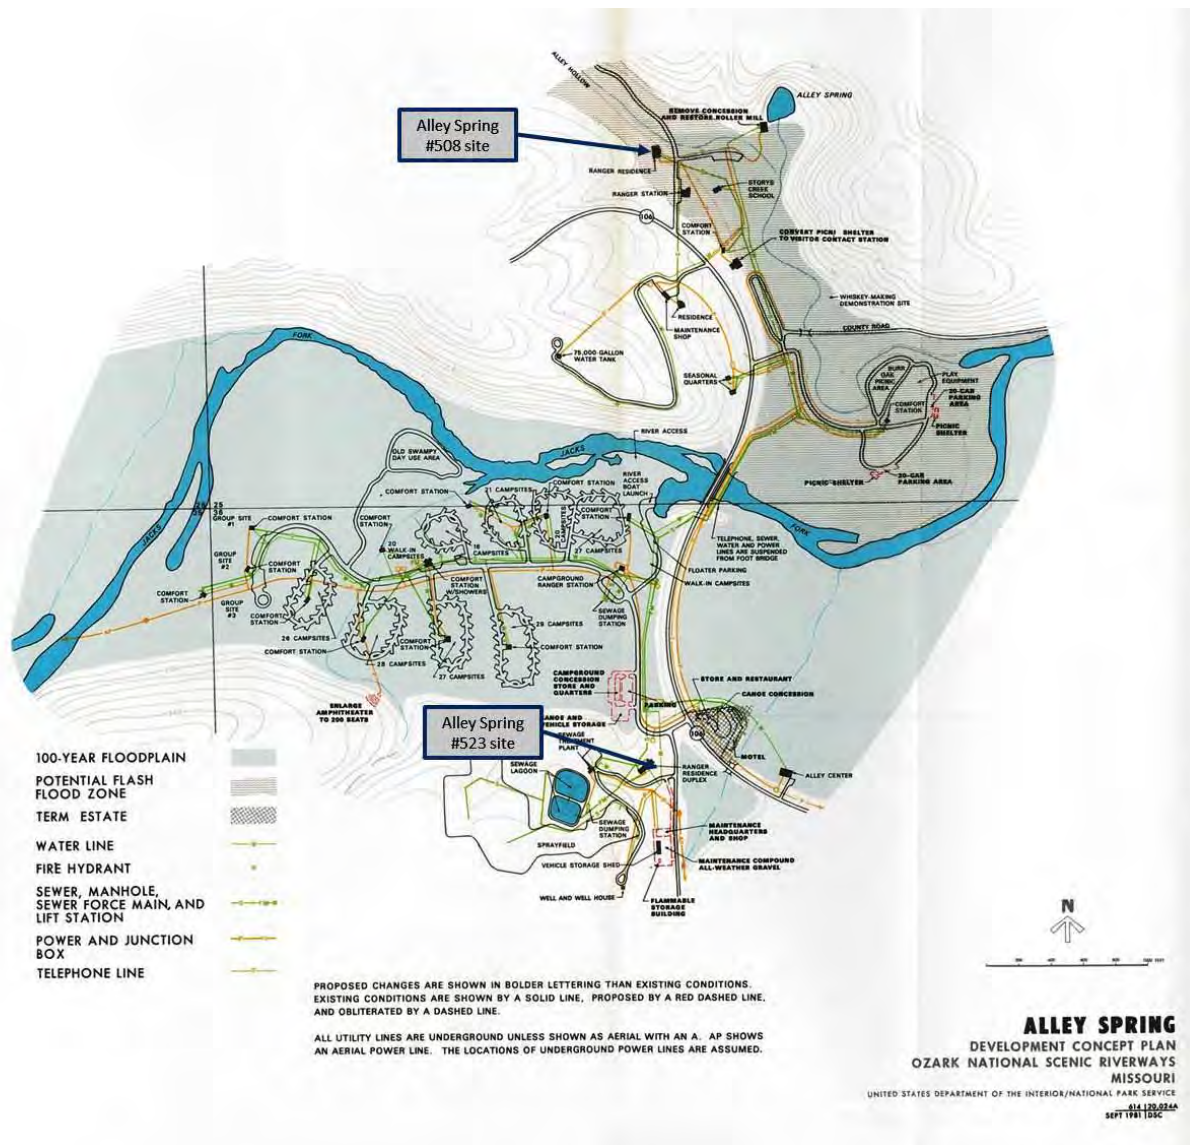 ALLEY HOLLOW
ALLEY SPRING
REMOVE CONCESSION
AND RESTORE ROLLER MILL
Alley Spring
#508 site
RANGER RESIDENCE
RANGER STATION
STORYS
CREEK
SCHOOL
106
COMFORT
STATION
CONVERT PICNI SHELTER
TO VISITOR CONTACT STATION
WHISKEY-MAKING
DEMONSTRATION SITE
RESIDENCE
MAINTENANCE
SHOP
COUNTY ROAD
FORK
75,000-GALLON
WATER TANK
SEASONAL
QUARTERS
BURR
OAK
PICNIC
AREA
PLAY
EQUIPMENT
20-CAR
PARKING
AREA
COMFORT
STATION
PICNIC
SHELTER
RIVER ACCESS
OLD SWAMPY
DAY USE AREA
JACKS
RIVER
ACCESS
BOAT
LAUNCH
PICNIC SHELTER
20-CAR
PARKING AREA
COMFORT STATION
21 CAMPSITES
COMFORT STATION
26 25
35 36
GROUP SITE
#1
COMFORT STATION
COMFORT
STATION
20
CAMPSITES
COMFORT
STATION
FORK
JACKS
20
WALK-IN
CAMPSITES
18
CAMPSITES
27 CAMPSITES
TELEPHONE, SEWER,
WATER AND POWER
LINES ARE SUSPENDED
FROM FOOT BRIDGE
GROUP
SITE
#2
COMFORT
STATION
FLOATER PARKING
CAMPGROUND
RANGER STATION
WALK-IN CAMPSITES
COMFORT
STATION
W/SHOWERS
COMFORT
STATION
GROUP
SITE
#3
COMFORT
STATION
SEWAGE
DUMPING
STATION
29 CAMPSITES
26 CAMPSITES
COMFORT STATION
COMFORT
STATION
COMFORT STATION
28 CAMPSITES
27 CAMPSITES
CAMPGROUND
CONCESSION
STORE AND
QUARTERS
STORE AND RESTAURANT
CANOE CONCESSION
PARKING
ENLARGE
AMPHITHEATER
TO 200 SEATS
Alley Spring
#523 site
ANOE AND
VEHICLE STORAGE
106
SEWAGE
TREATMENT
PLANT
MOTEL
SEWAGE
LAGOON
RANGER
RESIDENCE
DUPLEX
ALLEY CENTER
SEWAGE
DUMPING
STATION
MAINTENANCE
HEADQUARTERS
AND SHOP
SPRAYFIELD
VEHICLE STORAGE SHED
MAINTENANCE COMPOUND
ALL-WEATHER GRAVEL
WELL AND WELL HOUSE
FLAMMABLE
STORAGE
BUILDING
100-YEAR FLOODPLAIN
POTENTIAL FLASH
FLOOD ZONE
TERM ESTATE
WATER LINE
FIRE HYDRANT
SEWER, MANHOLE,
SEWER FORCE MAIN, AND
LIFT STATION
POWER AND JUNCTION
BOX
TELEPHONE LINE
N
PROPOSED CHANGES ARE SHOWN IN BOLDER LETTERING THAN EXISTING CONDITIONS.
EXISTING CONDITIONS ARE SHOWN BY A SOLID LINE, PROPOSED BY A RED DASHED LINE,
AND OBLITERATED BY A DASHED LINE.
ALL UTILITY LINES ARE UNDERGROUND UNLESS SHOWN AS AERIAL WITH AN A. AP SHOWS
AN AERIAL POWER LINE. THE LOCATIONS OF UNDERGROUND POWER LINES ARE ASSUMED.
ALLEY SPRING
DEVELOPMENT CONCEPT PLAN
OZARK NATIONAL SCENIC RIVERWAYS
MISSOURI
UNITED STATES DEPARTMENT OF THE INTERIOR/NATIONAL PARK SERVICE
614 20,024A
SEPT 1981 DSC